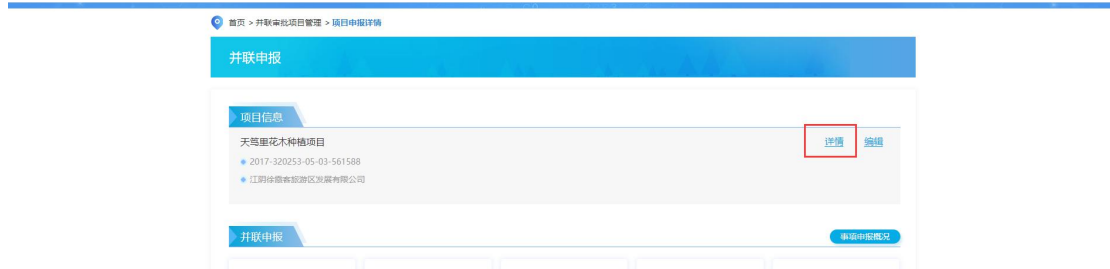 首页 > 并联审批项目管理 > 项目申报详情
并联申报
项目信息
天笃里花木种植项目
详情 编辑
2017-320253-05-03-561588
江阴徐霞客旅游区发展有限公司
并联申报
事项申报概况